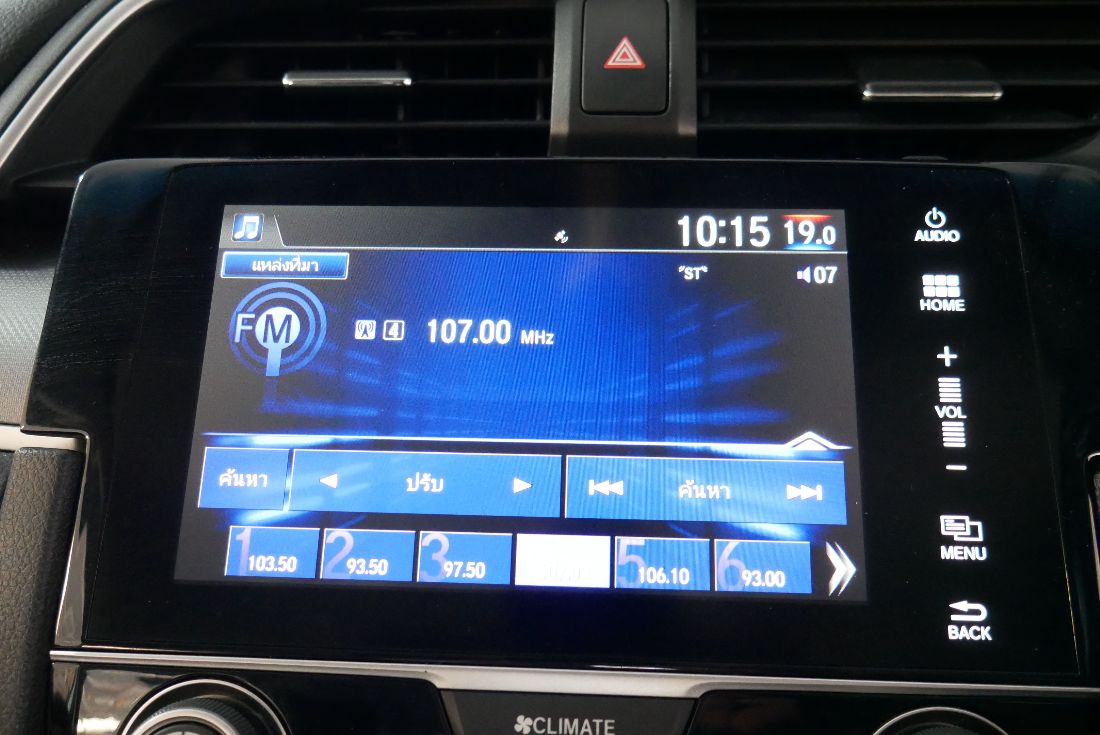 10:15 19.0
AUDIO
แหล่งที่มา
"ST"
07
HOME
FM
4
107.00 MHz
+
VOL
-
ค้นหา
ปรับ
ค้นหา
MENU
1 103.50
2 93.50
3 97.50
5 106.10
6 93.00
BACK
CLIMATE